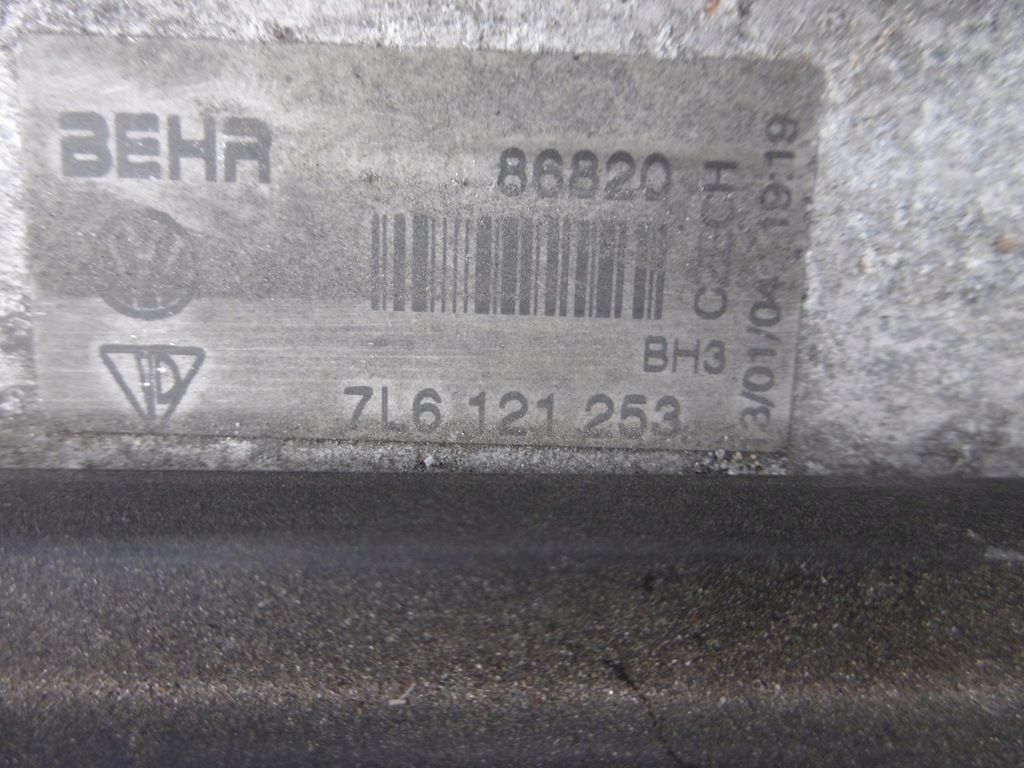 BEHR
86820
CZECH
3/01/04 19:19
BH3
7L6 121 253